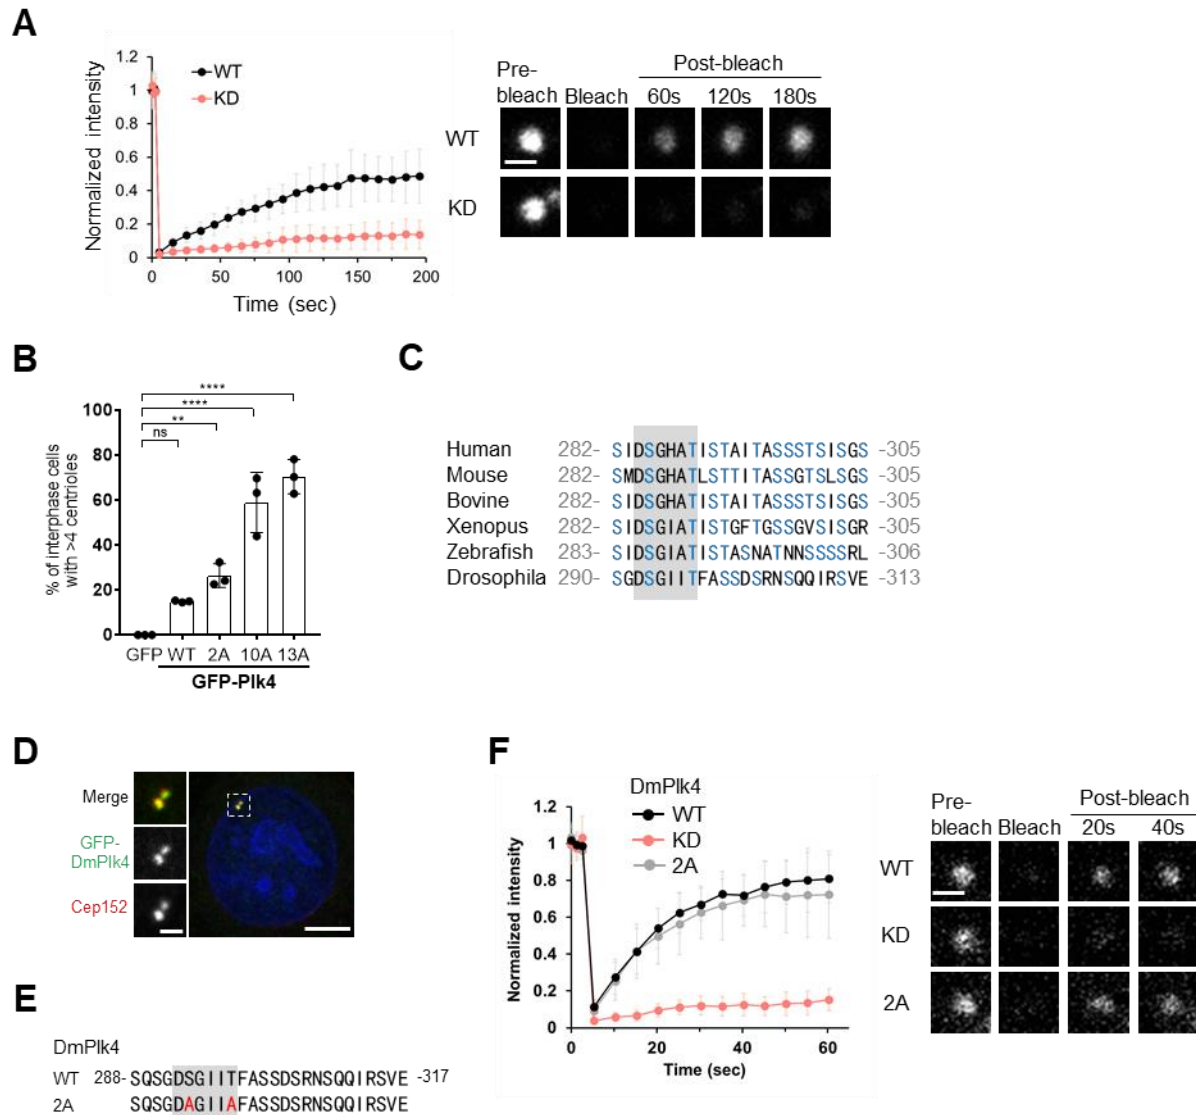 A
Normalized intensity
1.2
1
0.8
0.6
0.4
0.2
0
0
50
100
150
200
Time (sec)
WT
KD
Pre-
bleach
Bleach
Post-bleach
60s
120s
180s
WT
KD
B
% of interphase cells
with >4 centrioles
100
80
60
40
20
0
****
****
**
ns
GFP WT 2A 10A 13A
GFP-Plk4
C
Human 282- SIDSGHATISTAITASSSTSISGS -305
Mouse 282- SMDSGHATLSTTITASSGTSLSGS -305
Bovine 282- SIDSGHATISTAITASSSTSISGS -305
Xenopus 282- SIDSGIATISTGFTGSSGVSISGR -305
Zebrafish 283- SIDSGIATISTASNATNNSSSSRL -306
Drosophila 290- SGDSGIITFASSDSRNSQQIRSVE -313
D
Merge
GFP-
DmPlk4
Cep152
E
DmPlk4
WT 288- SQSGDSGIITFASSDSRNSQQIRSVE -317
2A SQSGDAGIIAFASSDSRNSQQIRSVE
F
DmPlk4
WT
KD
2A
Normalized intensity
1.2
1
0.8
0.6
0.4
0.2
0
0
20
40
60
Time (sec)
Pre-
bleach
Bleach
Post-bleach
20s
40s
WT
KD
2A